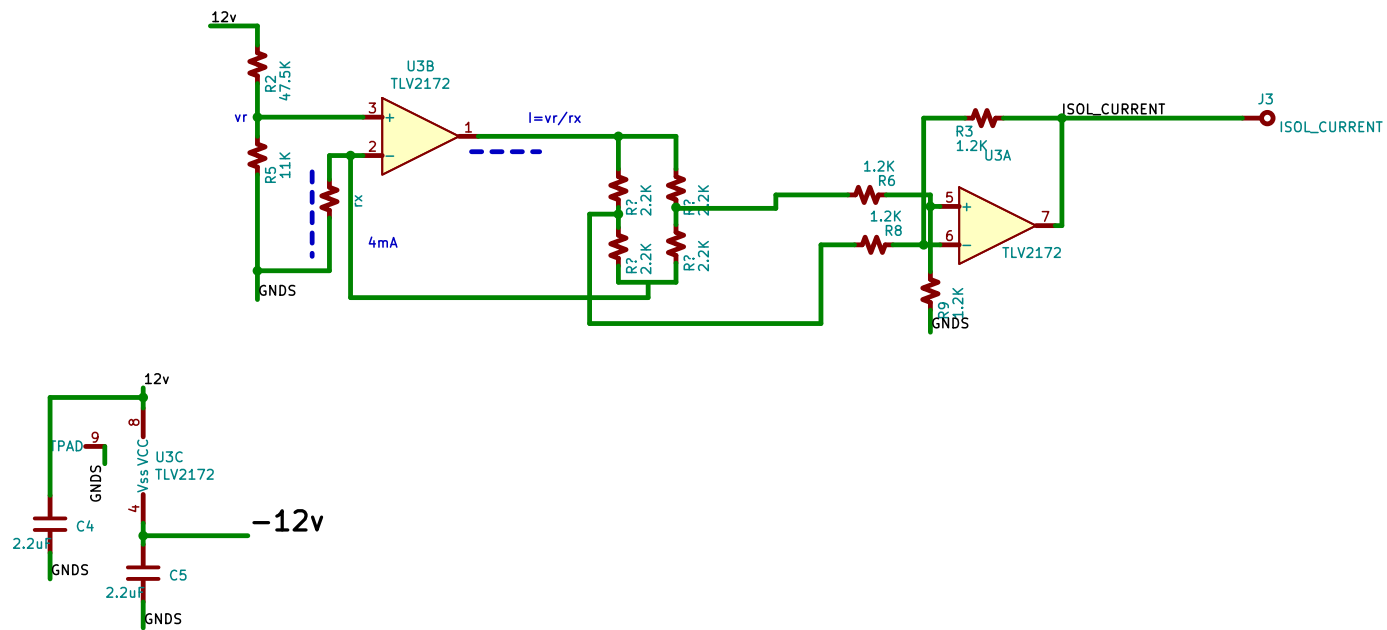 12v
R2
47.5K
U3B
TLV2172
vr
3
+
2
−
1
I=vr/rx
R5
11K
rx
4mA
GNDS
R?
2.2K
R?
2.2K
R?
2.2K
R?
2.2K
1.2K
R6
1.2K
R8
R3
1.2K
U3A
5
+
6
−
7
TLV2172
R9
1.2K
GNDS
ISOL_CURRENT
J3
ISOL_CURRENT
12v
8
TPAD
9
GNDS
Vss VCC
U3C
TLV2172
4
-12v
C4
2.2uF
GNDS
C5
2.2uF
GNDS